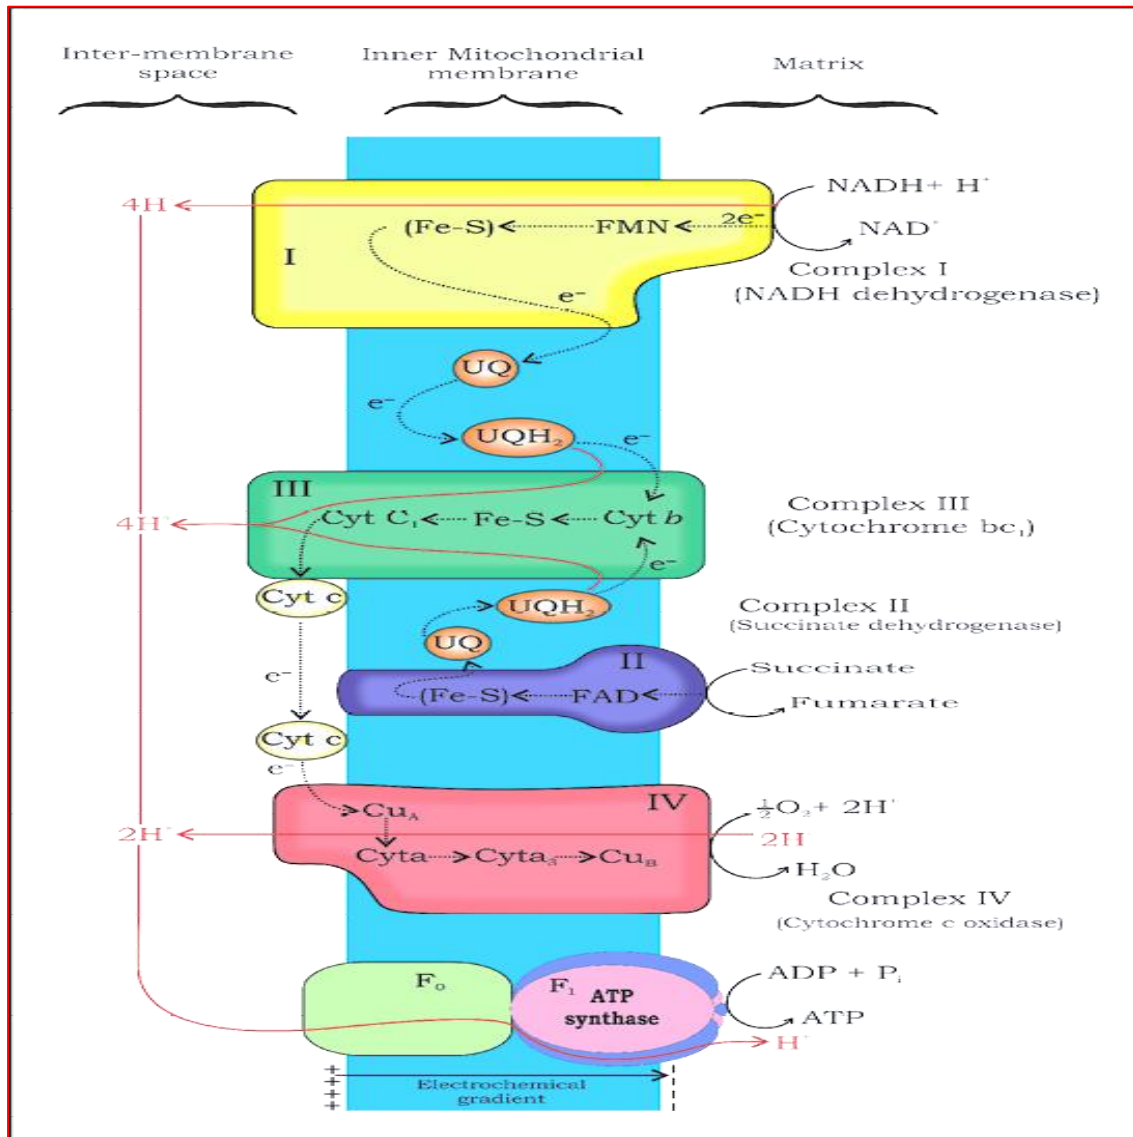 Inter-membrane
space
Inner Mitochondrial
membrane
Matrix
4H
NADH+ H⁺
(Fe-S)
FMN
2e⁻
NAD⁺
I
Complex I
(NADH dehydrogenase)
e⁻
UQ
e⁻
UQH₂
e⁻
III
4H⁺
Cyt C₁
Fe-S
Cyt b
Complex III
(Cytochrome bc₁)
e⁻
Cyt c
UQH₂
Complex II
(Succinate dehydrogenase)
UQ
II
e⁻
(Fe-S)
FAD
Succinate
Fumarate
Cyt c
e⁻
IV
½O₂+ 2H⁺
Cu_A
2H⁺
2H
Cyta
Cyta₃
Cu_B
H₂O
Complex IV
(Cytochrome c oxidase)
F₀
F₁
ATP
synthase
ADP + Pᵢ
ATP
H⁺
+
+
+
+
Electrochemical
gradient